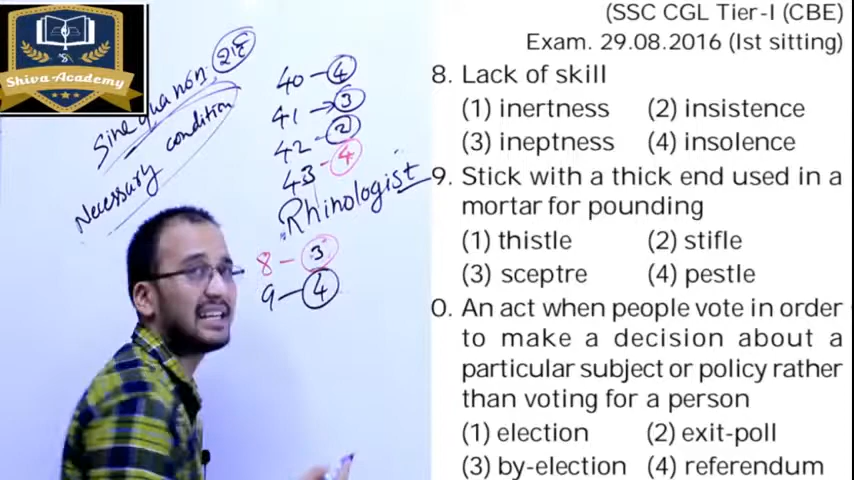 Shiva Academy
Sine qua non:
Necessary condition
40 - 4
41 → 3
42 - 2
43 - 4
Rhinologist
8 - 3
9 - 4
(SSC CGL Tier-I (CBE)
Exam. 29.08.2016 (Ist sitting)
8. Lack of skill
(1) inertness (2) insistence
(3) ineptness (4) insolence
9. Stick with a thick end used in a
mortar for pounding
(1) thistle (2) stifle
(3) sceptre (4) pestle
0. An act when people vote in order
to make a decision about a
particular subject or policy rather
than voting for a person
(1) election (2) exit-poll
(3) by-election (4) referendum